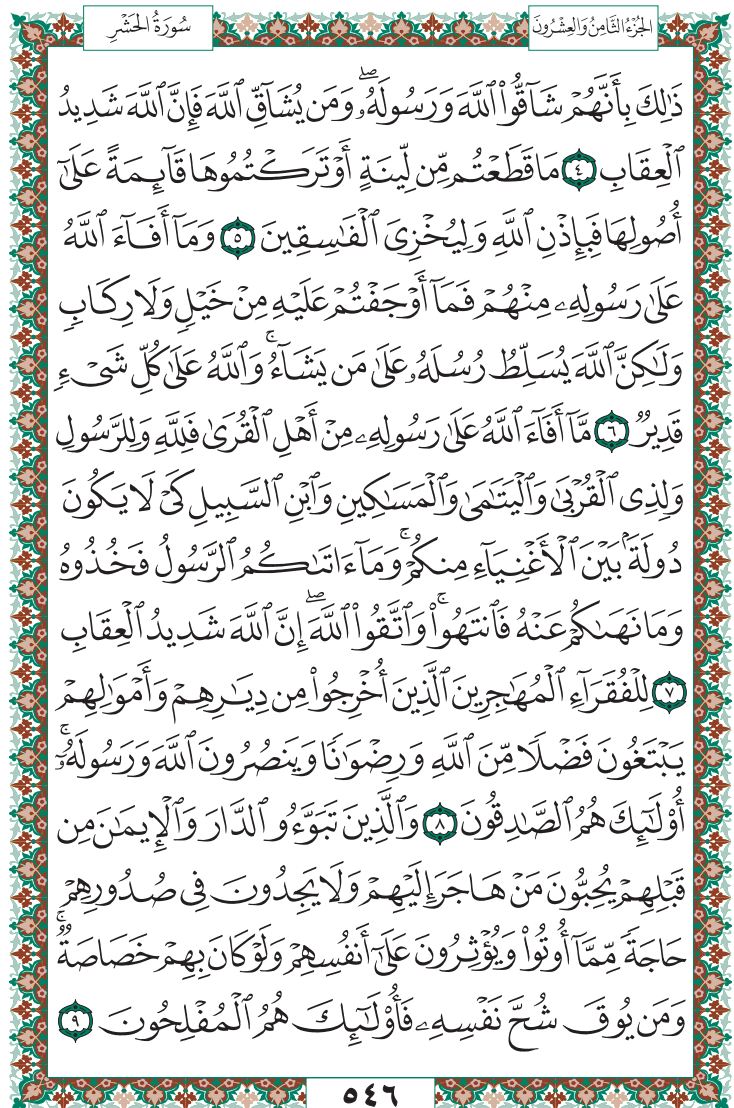 الجُزْءُ الثَّامِنُ وَالعِشْرُونَ
سُورَةُ الحَشْرِ
ذَٰلِكَ بِأَنَّهُمْ شَآقُّوا۟ ٱللَّهَ وَرَسُولَهُۥۖ وَمَن يُشَآقِّ ٱللَّهَ فَإِنَّ ٱللَّهَ شَدِيدُ
ٱلْعِقَابِ ٤ مَا قَطَعْتُم مِّن لِّينَةٍ أَوْ تَرَكْتُمُوهَا قَآئِمَةً عَلَىٰٓ
أُصُولِهَا فَبِإِذْنِ ٱللَّهِ وَلِيُخْزِىَ ٱلْفَٰسِقِينَ ٥ وَمَآ أَفَآءَ ٱللَّهُ
عَلَىٰ رَسُولِهِۦ مِنْهُمْ فَمَآ أَوْجَفْتُمْ عَلَيْهِ مِنْ خَيْلٍ وَلَا رِكَابٍ
وَلَٰكِنَّ ٱللَّهَ يُسَلِّطُ رُسُلَهُۥ عَلَىٰ مَن يَشَآءُۚ وَٱللَّهُ عَلَىٰ كُلِّ شَىْءٍ
قَدِيرٌ ٦ مَّآ أَفَآءَ ٱللَّهُ عَلَىٰ رَسُولِهِۦ مِنْ أَهْلِ ٱلْقُرَىٰ فَلِلَّهِ وَلِلرَّسُولِ
وَلِذِى ٱلْقُرْبَىٰ وَٱلْيَتَٰمَىٰ وَٱلْمَسَٰكِينِ وَٱبْنِ ٱلسَّبِيلِ كَىْ لَا يَكُونَ
دُولَةًۢ بَيْنَ ٱلْأَغْنِيَآءِ مِنكُمْۚ وَمَآ ءَاتَىٰكُمُ ٱلرَّسُولُ فَخُذُوهُ
وَمَا نَهَىٰكُمْ عَنْهُ فَٱنتَهُوا۟ۚ وَٱتَّقُوا۟ ٱللَّهَۖ إِنَّ ٱللَّهَ شَدِيدُ ٱلْعِقَابِ
٧ لِلْفُقَرَآءِ ٱلْمُهَٰجِرِينَ ٱلَّذِينَ أُخْرِجُوا۟ مِن دِيَٰرِهِمْ وَأَمْوَٰلِهِمْ
يَبْتَغُونَ فَضْلًا مِّنَ ٱللَّهِ وَرِضْوَٰنًا وَيَنصُرُونَ ٱللَّهَ وَرَسُولَهُۥٓۚ
أُو۟لَٰٓئِكَ هُمُ ٱلصَّٰدِقُونَ ٨ وَٱلَّذِينَ تَبَوَّءُو ٱلدَّارَ وَٱلْإِيمَٰنَ مِن
قَبْلِهِمْ يُحِبُّونَ مَنْ هَاجَرَ إِلَيْهِمْ وَلَا يَجِدُونَ فِى صُدُورِهِمْ
حَاجَةً مِّمَّآ أُوتُوا۟ وَيُؤْثِرُونَ عَلَىٰٓ أَنفُسِهِمْ وَلَوْ كَانَ بِهِمْ خَصَاصَةٌۚ
وَمَن يُوقَ شُحَّ نَفْسِهِۦ فَأُو۟لَٰٓئِكَ هُمُ ٱلْمُفْلِحُونَ ٩
٥٤٦